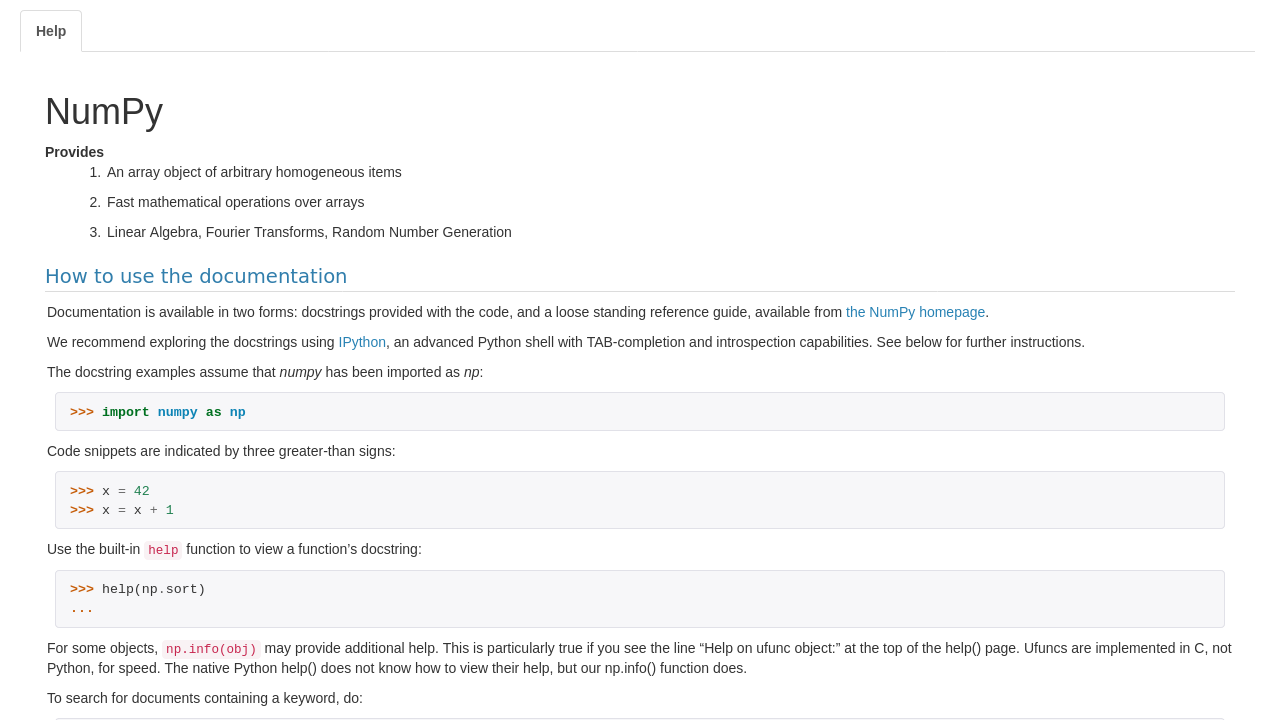 Help
NumPy
Provides
1. An array object of arbitrary homogeneous items
2. Fast mathematical operations over arrays
3. Linear Algebra, Fourier Transforms, Random Number Generation
How to use the documentation
Documentation is available in two forms: docstrings provided with the code, and a loose standing reference guide, available from the NumPy homepage.
We recommend exploring the docstrings using IPython, an advanced Python shell with TAB-completion and introspection capabilities. See below for further instructions.
The docstring examples assume that numpy has been imported as np:
>>> import numpy as np
Code snippets are indicated by three greater-than signs:
>>> x = 42
>>> x = x + 1
Use the built-in help function to view a function’s docstring:
>>> help(np.sort)
...
For some objects, np.info(obj) may provide additional help. This is particularly true if you see the line “Help on ufunc object:” at the top of the help() page. Ufuncs are implemented in C, not
Python, for speed. The native Python help() does not know how to view their help, but our np.info() function does.
To search for documents containing a keyword, do: